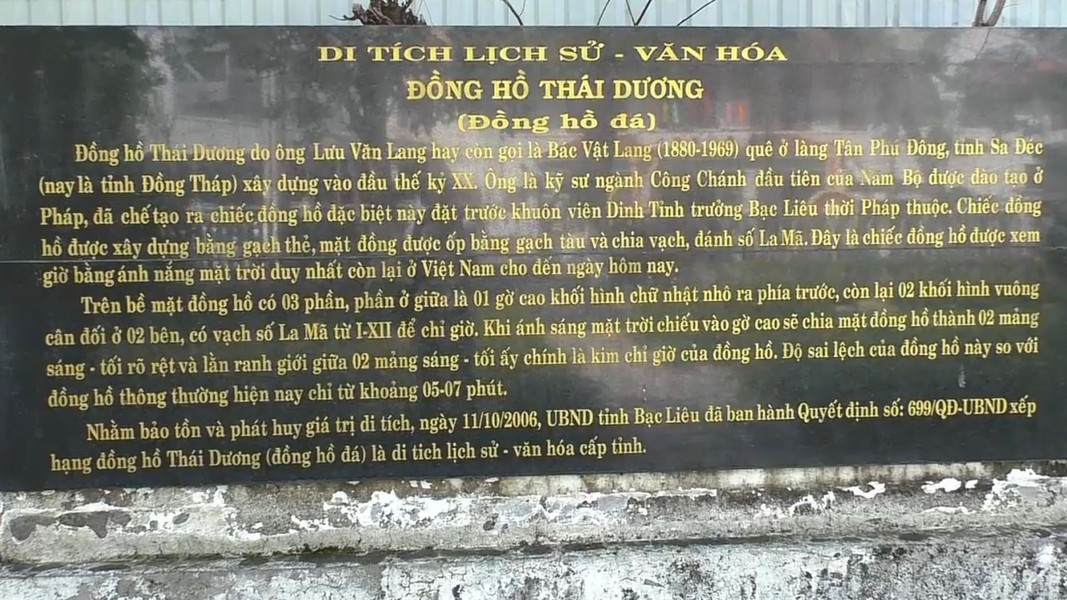 DI TÍCH LỊCH SỬ - VĂN HÓA
ĐỒNG HỒ THÁI DƯƠNG
(Đồng hồ đá)
Đồng hồ Thái Dương do ông Lưu Văn Lang hay còn gọi là Bác Vật Lang (1880-1969) quê ở làng Tân Phú Đông, tỉnh Sa Đéc
(nay là tỉnh Đồng Tháp) xây dựng vào đầu thế kỷ XX. Ông là kỹ sư ngành Công Chánh đầu tiên của Nam Bộ được đào tạo ở
Pháp, đã chế tạo ra chiếc đồng hồ đặc biệt này đặt trước khuôn viên Dinh Tỉnh trưởng Bạc Liêu thời Pháp thuộc. Chiếc đồng
hồ được xây dựng bằng gạch thẻ, mặt đồng được ốp bằng gạch tàu và chia vạch, đánh số La Mã. Đây là chiếc đồng hồ được xem
giờ bằng ánh nắng mặt trời duy nhất còn lại ở Việt Nam cho đến ngày hôm nay.
Trên bề mặt đồng hồ có 03 phần, phần ở giữa là 01 gờ cao khối hình chữ nhật nhô ra phía trước, còn lại 02 khối hình vuông
cân đối ở 02 bên, có vạch số La Mã từ I-XII để chỉ giờ. Khi ánh sáng mặt trời chiếu vào gờ cao sẽ chia mặt đồng hồ thành 02 mảng
sáng - tối rõ rệt và lằn ranh giới giữa 02 mảng sáng - tối ấy chính là kim chỉ giờ của đồng hồ. Độ sai lệch của đồng hồ này so với
đồng hồ thông thường hiện nay chỉ từ khoảng 05-07 phút.
Nhằm bảo tồn và phát huy giá trị di tích, ngày 11/10/2006, UBND tỉnh Bạc Liêu đã ban hành Quyết định số: 699/QĐ-UBND xếp
hạng đồng hồ Thái Dương (đồng hồ đá) là di tích lịch sử - văn hóa cấp tỉnh.